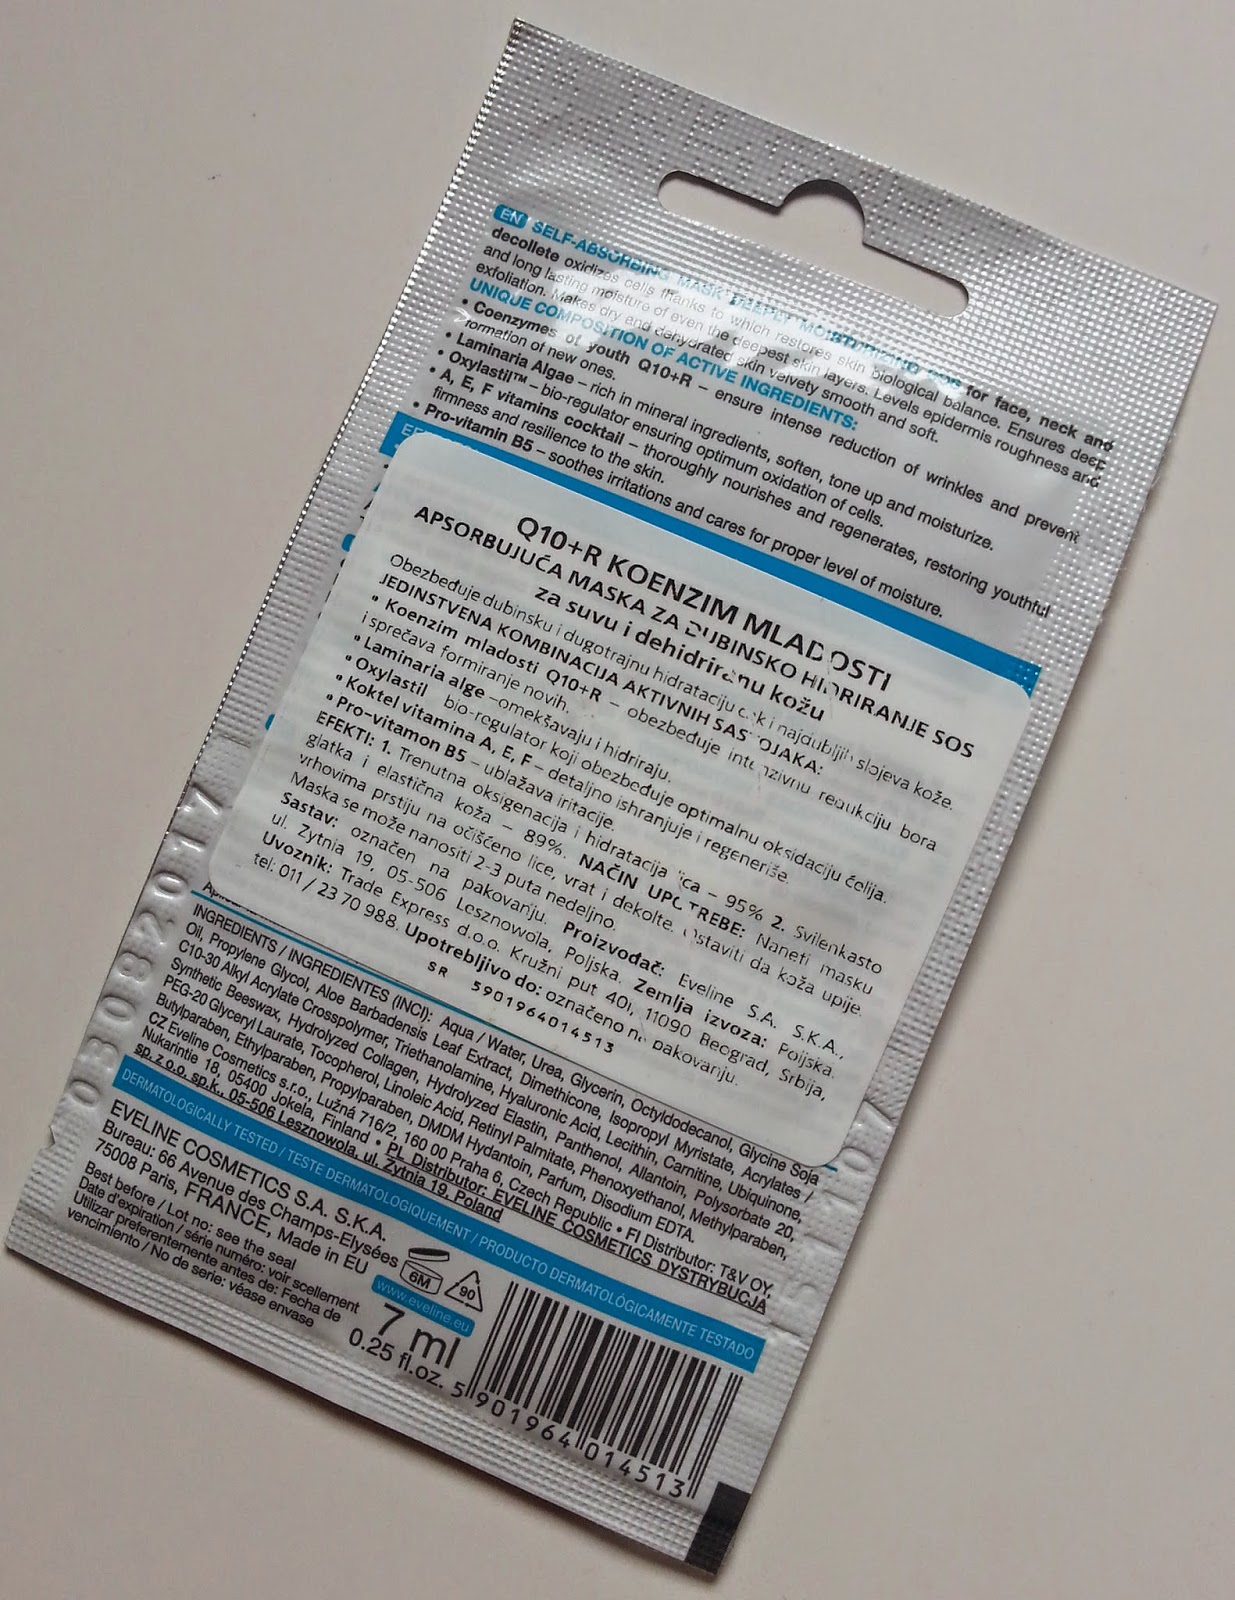 EN SELF-ABSORBING MASK DEEPLY MOISTURIZING SOS for face, neck and
decollete oxidizes cells thanks to which restores skin biological balance. Ensures deep
and long lasting moisture of even the deepest skin layers. Levels epidermis roughness and
exfoliation. Makes dry and dehydrated skin velvety smooth and soft.
UNIQUE COMPOSITION OF ACTIVE INGREDIENTS:
• Coenzymes of youth Q10+R – ensure intense reduction of wrinkles and prevent
formation of new ones.
• Laminaria Algae – rich in mineral ingredients, soften, tone up and moisturize.
• Oxylastil™ – bio-regulator ensuring optimum oxidation of cells.
• A, E, F vitamins cocktail – thoroughly nourishes and regenerates, restoring youthful
firmness and resilience to the skin.
• Pro-vitamin B5 – soothes irritations and cares for proper level of moisture.
Q10+R KOENZIM MLADOSTI
APSORBUJUĆA MASKA ZA DUBINSKO HIDRIRANJE SOS
za suvu i dehidriranu kožu
Obezbeđuje dubinsku i dugotrajnu hidrataciju čak i najdubljih slojeva kože.
JEDINSTVENA KOMBINACIJA AKTIVNIH SASTOJAKA:
• Koenzim mladosti Q10+R – obezbeđuje intenzivnu redukciju bora
i sprečava formiranje novih.
• Laminaria alge – omekšavaju i hidriraju.
• Oxylastil bio-regulator koji obezbeđuje optimalnu oksidaciju ćelija.
• Koktel vitamina A, E, F – detaljno ishranjuje i regeneriše.
• Pro-vitamon B5 – ublažava iritacije.
EFEKTI: 1. Trenutna oksigenacija i hidratacija lica – 95% 2. Svilenkasto
glatka i elastična koža – 89%. NAČIN UPOTREBE: Naneti masku
vrhovima prstiju na očišćeno lice, vrat i dekolte. Ostaviti da koža upije.
Maska se može nanositi 2-3 puta nedeljno.
Sastav: označen na pakovanju. Proizvođač: Eveline S.A. S.K.A.,
ul. Zytnia 19, 05-506 Lesznowola, Poljska. Zemlja izvoza: Poljska.
Uvoznik: Trade Express d.o.o. Kružni put 40i, 11090 Beograd, Srbija,
tel: 011 / 23 70 988. Upotrebljivo do: označeno na pakovanju.
SR 5901964014513
03082017
INGREDIENTS / INGREDIENTES (INCI): Aqua / Water, Urea, Glycerin, Octyldodecanol, Glycine Soja
Oil, Propylene Glycol, Aloe Barbadensis Leaf Extract, Dimethicone, Isopropyl Myristate, Acrylates /
C10-30 Alkyl Acrylate Crosspolymer, Triethanolamine, Hyaluronic Acid, Lecithin, Carnitine, Ubiquinone,
Synthetic Beeswax, Hydrolyzed Collagen, Hydrolyzed Elastin, Panthenol, Allantoin, Polysorbate 20,
PEG-20 Glyceryl Laurate, Tocopherol, Linoleic Acid, Retinyl Palmitate, Phenoxyethanol, Methylparaben,
Butylparaben, Ethylparaben, Propylparaben, DMDM Hydantoin, Parfum, Disodium EDTA.
CZ Eveline Cosmetics s.r.o., Lužná 716/2, 160 00 Praha 6, Czech Republic • FI Distributor: T&V OY,
Nukarintie 18, 05400 Jokela, Finland • PL Distributor: EVELINE COSMETICS DYSTRYBUCJA
sp. z o.o. sp.k., 05-506 Lesznowola, ul. Żytnia 19, Poland
DERMATOLOGICALLY TESTED / TESTE DERMATOLOGIQUEMENT / PRODUCTO DERMATOLÓGICAMENTE TESTADO
EVELINE COSMETICS S.A. S.K.A.
Bureau: 66 Avenue des Champs-Elysées
75008 Paris, FRANCE, Made in EU
Best before / Lot no: see the seal
Date d'expiration / série numéro: voir scellement
Utilizar preferentemente antes de: Fecha de
vencimiento / No de serie: véase envase
6M
90
www.eveline.eu
7 ml
0.25 fl.oz.
5 901964 014513